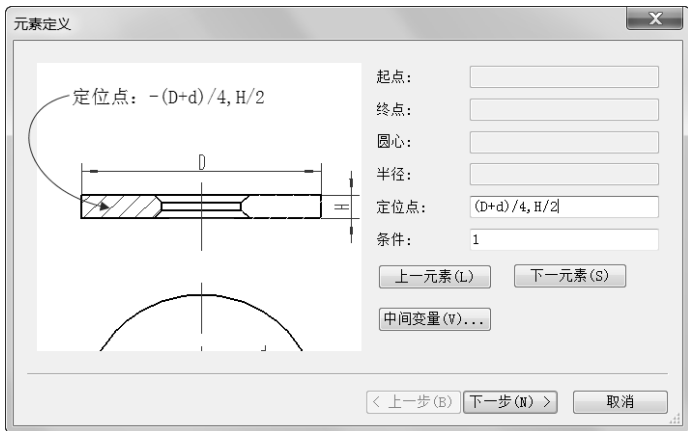 元素定义
定位点：-(D+d)/4,H/2
D
H
起点：
终点：
圆心：
半径：
定位点： (D+d)/4,H/2
条件： 1
上一元素(L) 下一元素(S)
中间变量(V)...
< 上一步(B) 下一步(N) > 取消